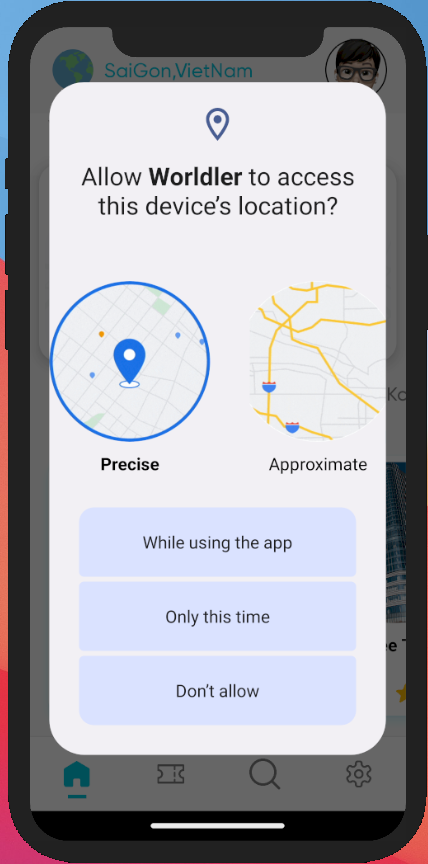 SaiGon,VietNam
Allow Worldler to access
this device's location?
Precise
Approximate
While using the app
Only this time
Don't allow